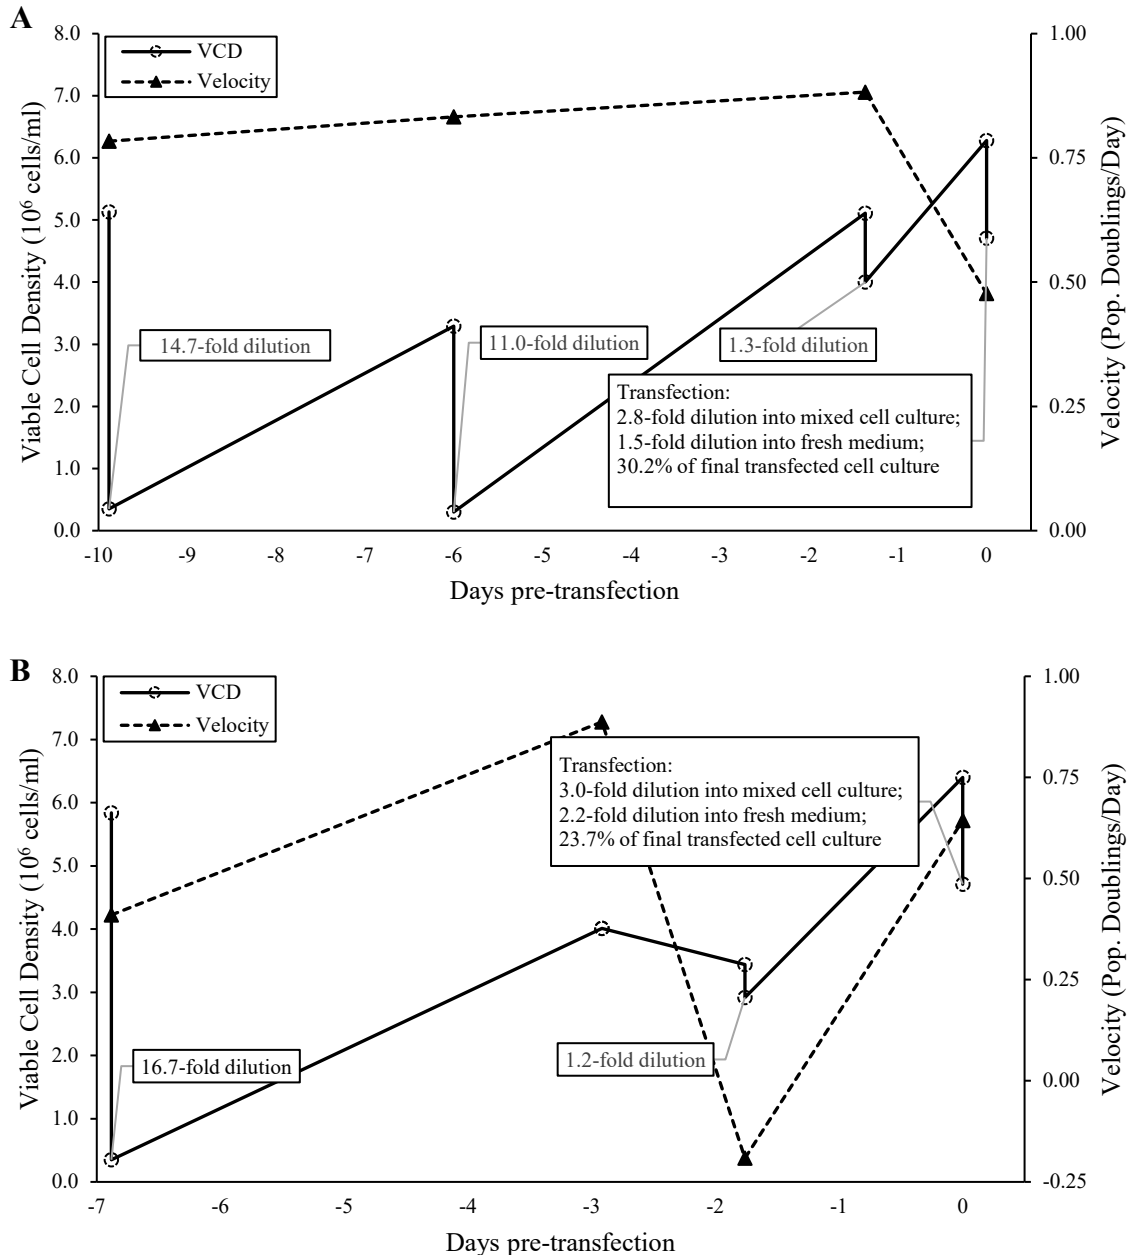 A
8.0
7.0
6.0
5.0
4.0
3.0
2.0
1.0
0.0
Viable Cell Density (10⁶ cells/ml)
VCD
Velocity
14.7-fold dilution
11.0-fold dilution
1.3-fold dilution
Transfection:
2.8-fold dilution into mixed cell culture;
1.5-fold dilution into fresh medium;
30.2% of final transfected cell culture
1.00
0.75
0.50
0.25
0.00
Velocity (Pop. Doublings/Day)
-10 -9 -8 -7 -6 -5 -4 -3 -2 -1 0
Days pre-transfection
B
8.0
7.0
6.0
5.0
4.0
3.0
2.0
1.0
0.0
Viable Cell Density (10⁶ cells/ml)
VCD
Velocity
Transfection:
3.0-fold dilution into mixed cell culture;
2.2-fold dilution into fresh medium;
23.7% of final transfected cell culture
16.7-fold dilution
1.2-fold dilution
1.00
0.75
0.50
0.25
0.00
-0.25
Velocity (Pop. Doublings/Day)
-7 -6 -5 -4 -3 -2 -1 0
Days pre-transfection